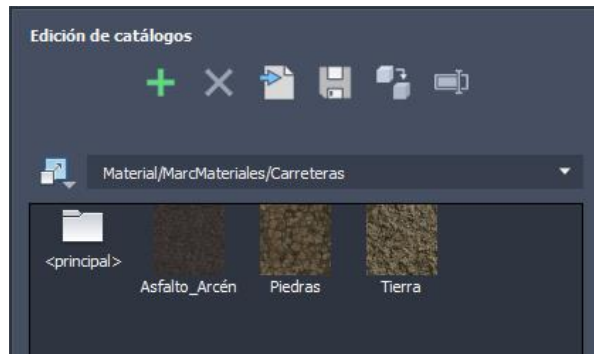 Edición de catálogos
Material/MarcMateriales/Carreteras
<principal>
Asfalto_Arcén
Piedras
Tierra